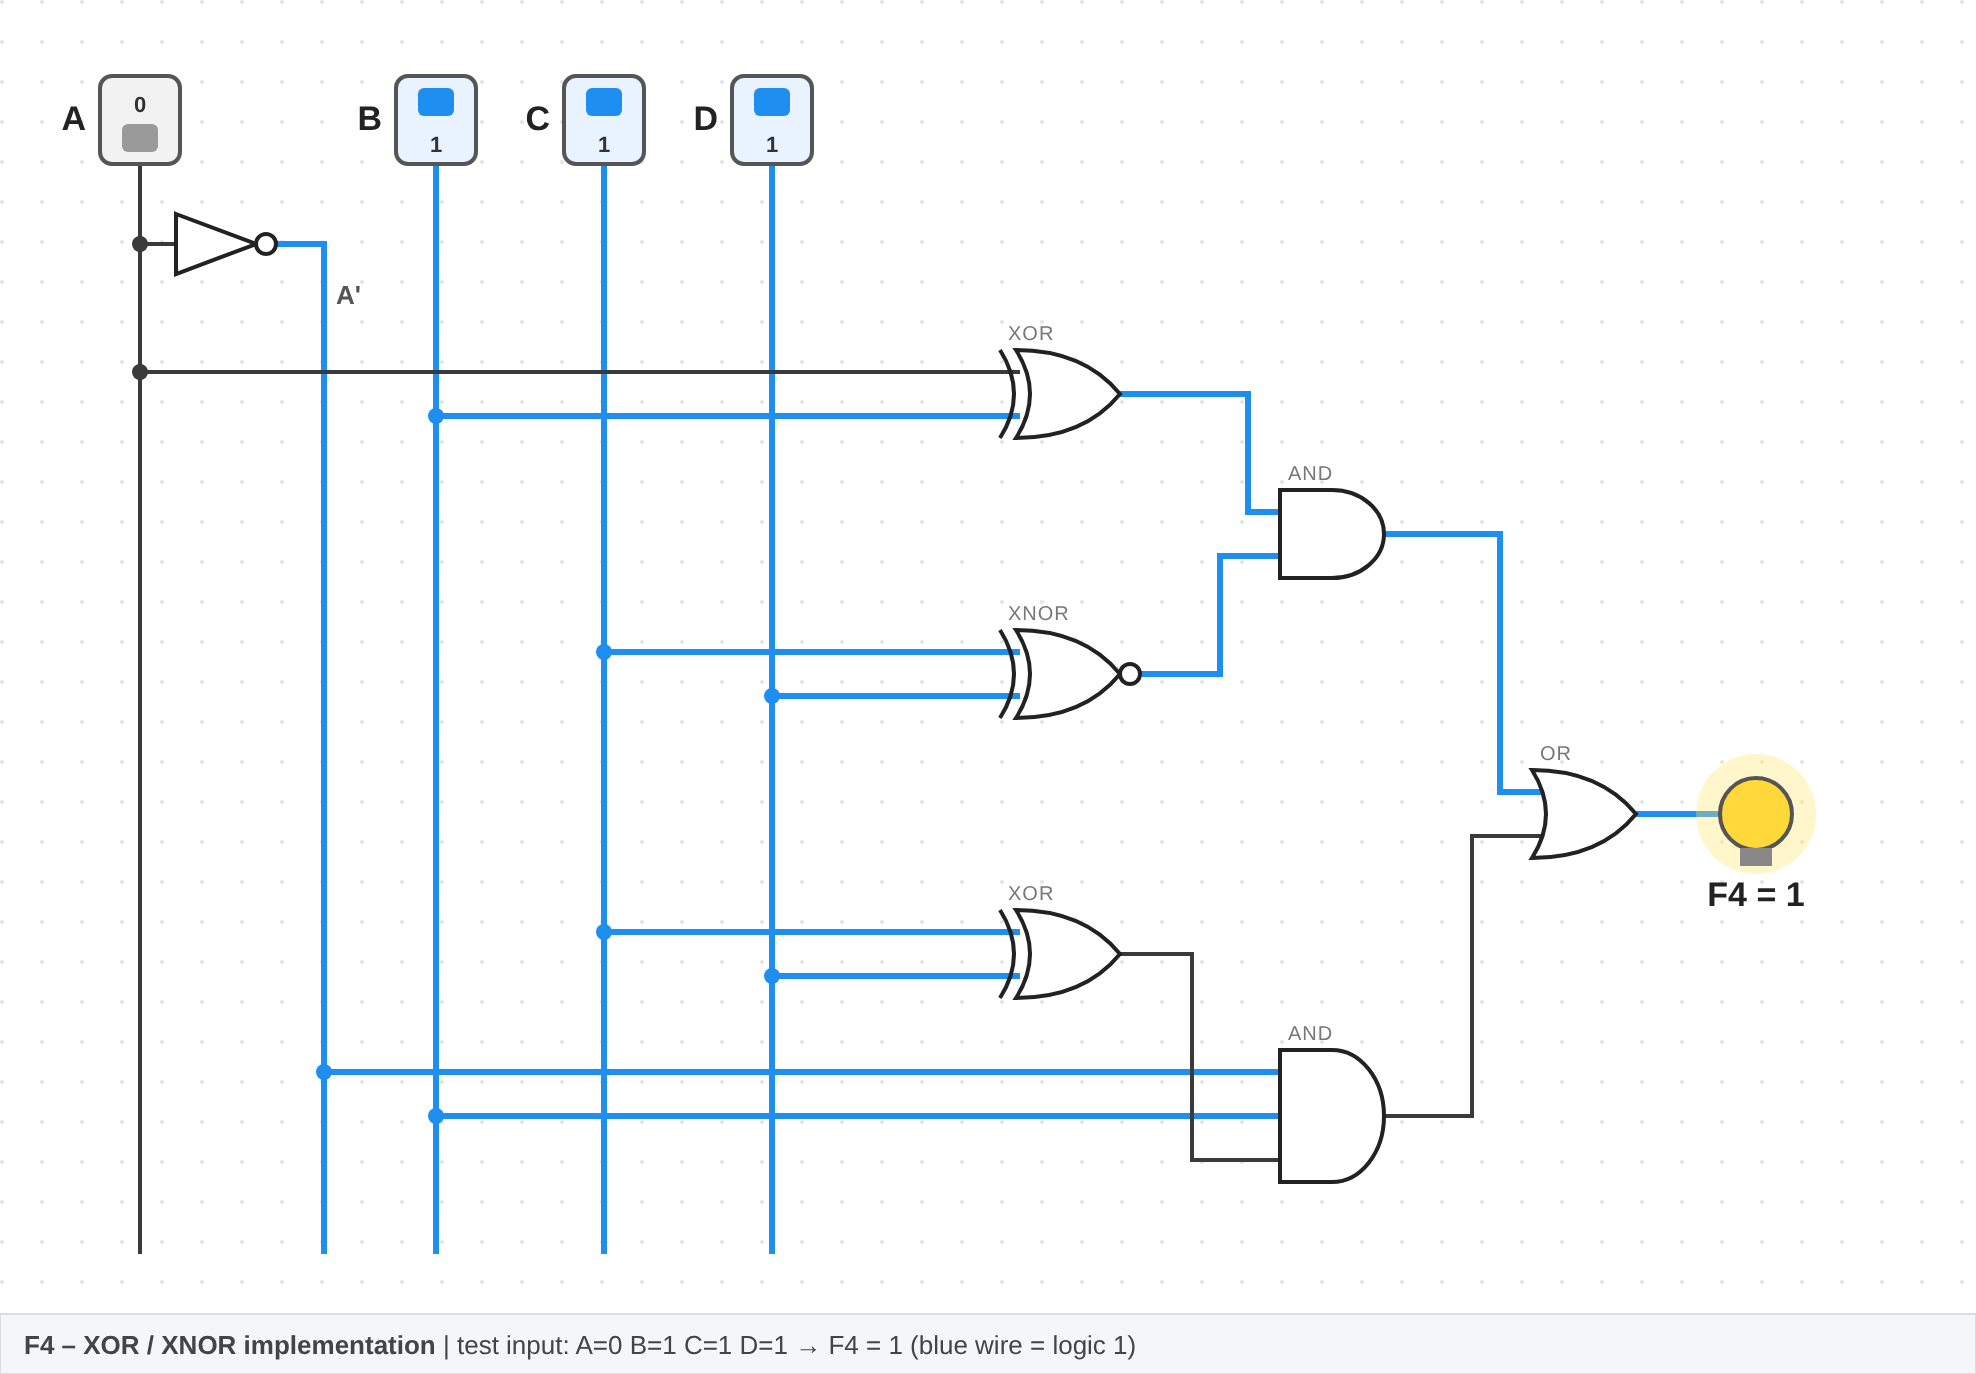 0
A
B
1
C
1
D
1
A'
XOR
AND
XNOR
OR
F4 = 1
XOR
AND
F4 – XOR / XNOR implementation | test input: A=0 B=1 C=1 D=1 → F4 = 1 (blue wire = logic 1)